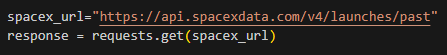 spacex_url="https://api.spacexdata.com/v4/launches/past"
response = requests.get(spacex_url)